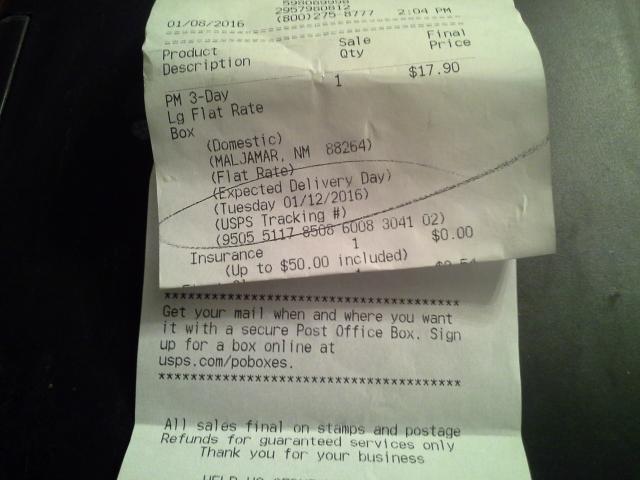 2957960812
01/08/2016 (800)275-8777 2:04 PM
Product Sale Final
Description Qty Price
PM 3-Day 1 $17.90
Lg Flat Rate
Box
(Domestic)
(MALJAMAR, NM 88264)
(Flat Rate)
(Expected Delivery Day)
(Tuesday 01/12/2016)
(USPS Tracking #)
(9505 5117 8508 6008 3041 02)
Insurance 1 $0.00
(Up to $50.00 included)
**********************************
Get your mail when and where you want
it with a secure Post Office Box. Sign
up for a box online at
usps.com/poboxes.
**********************************
All sales final on stamps and postage
Refunds for guaranteed services only
Thank you for your business